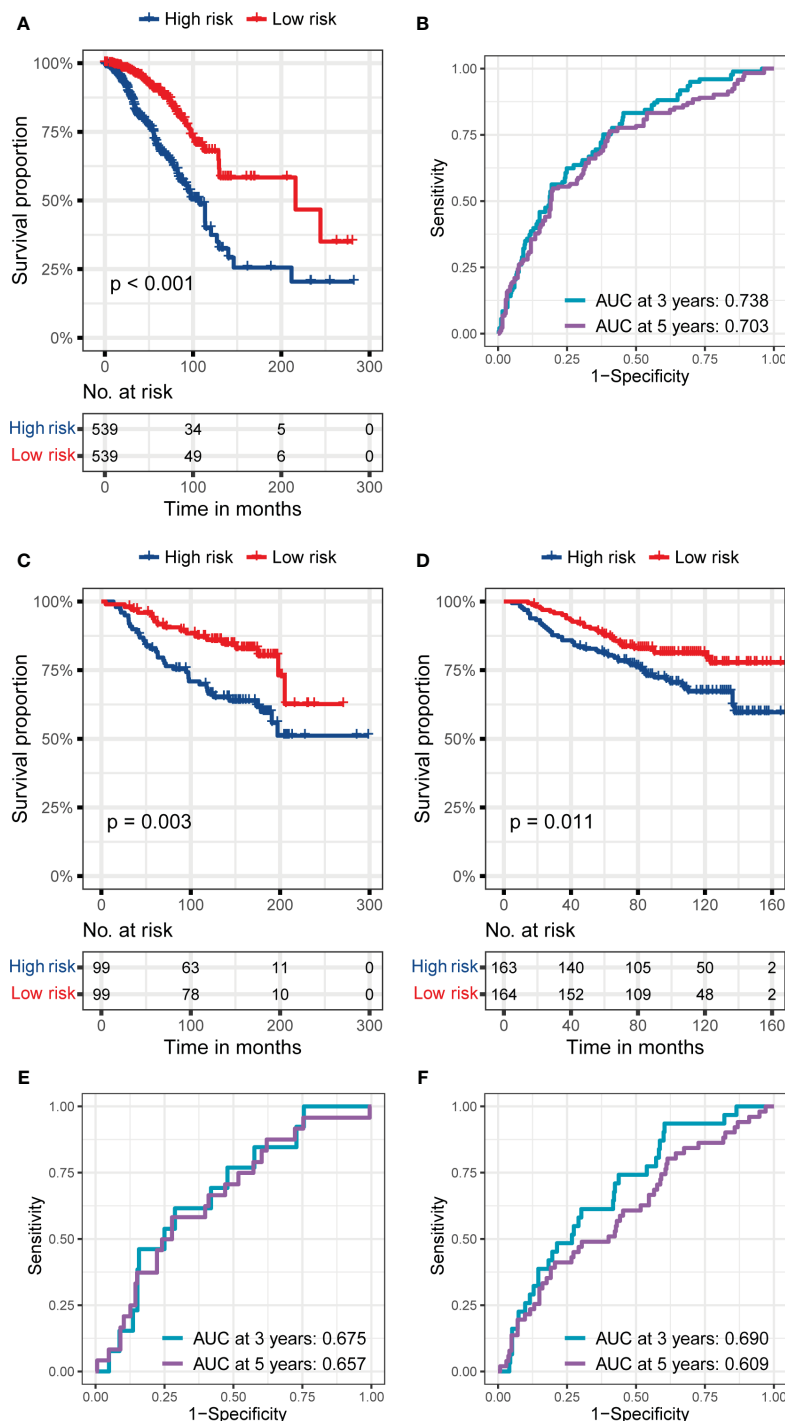 A
High risk Low risk
100%
75%
50%
25%
0%
Survival proportion
p < 0.001
0 100 200 300
No. at risk
High risk 539 34 5 0
Low risk 539 49 6 0
0 100 200 300
Time in months
B
1.00
0.75
0.50
0.25
0.00
Sensitivity
AUC at 3 years: 0.738
AUC at 5 years: 0.703
0.00 0.25 0.50 0.75 1.00
1−Specificity
C
High risk Low risk
100%
75%
50%
25%
0%
Survival proportion
p = 0.003
0 100 200 300
No. at risk
High risk 99 63 11 0
Low risk 99 78 10 0
0 100 200 300
Time in months
D
High risk Low risk
100%
75%
50%
25%
0%
Survival proportion
p = 0.011
0 40 80 120 160
No. at risk
High risk 163 140 105 50 2
Low risk 164 152 109 48 2
0 40 80 120 160
Time in months
E
1.00
0.75
0.50
0.25
0.00
Sensitivity
AUC at 3 years: 0.675
AUC at 5 years: 0.657
0.00 0.25 0.50 0.75 1.00
1−Specificity
F
1.00
0.75
0.50
0.25
0.00
Sensitivity
AUC at 3 years: 0.690
AUC at 5 years: 0.609
0.00 0.25 0.50 0.75 1.00
1−Specificity